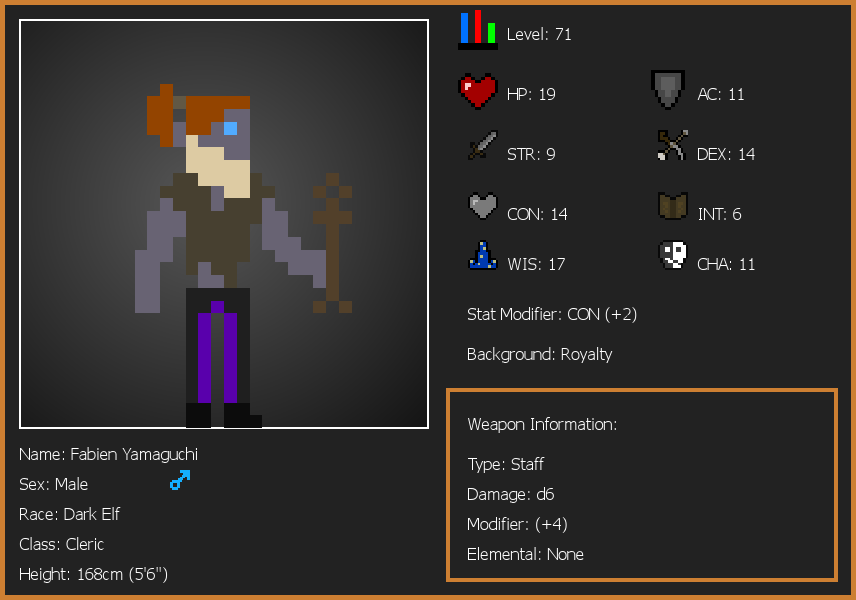 Level: 71
HP: 19
AC: 11
STR: 9
DEX: 14
CON: 14
INT: 6
WIS: 17
CHA: 11
Stat Modifier: CON (+2)
Background: Royalty
Weapon Information:
Type: Staff
Damage: d6
Modifier: (+4)
Elemental: None
Name: Fabien Yamaguchi
Sex: Male
Race: Dark Elf
Class: Cleric
Height: 168cm (5'6")